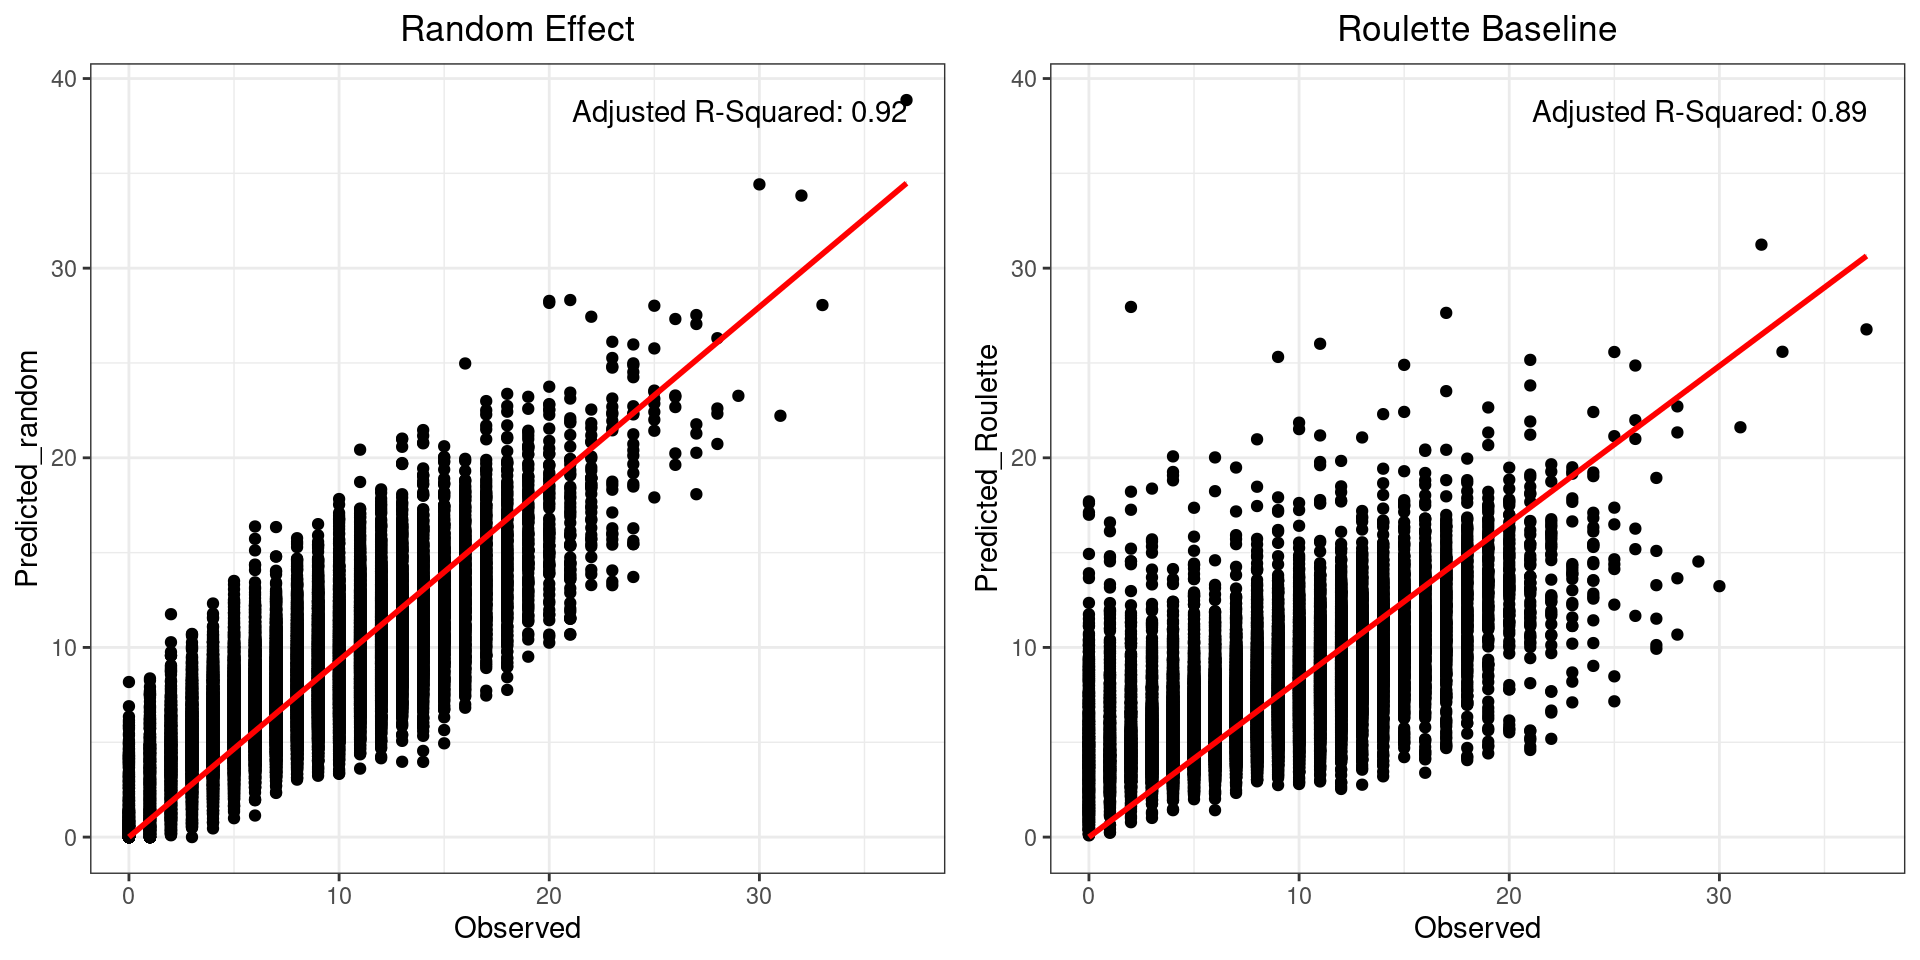 Random Effect
Adjusted R-Squared: 0.92
Predicted_random
40
30
20
10
0
0 10 20 30
Observed
Roulette Baseline
Adjusted R-Squared: 0.89
Predicted_Roulette
40
30
20
10
0
0 10 20 30
Observed